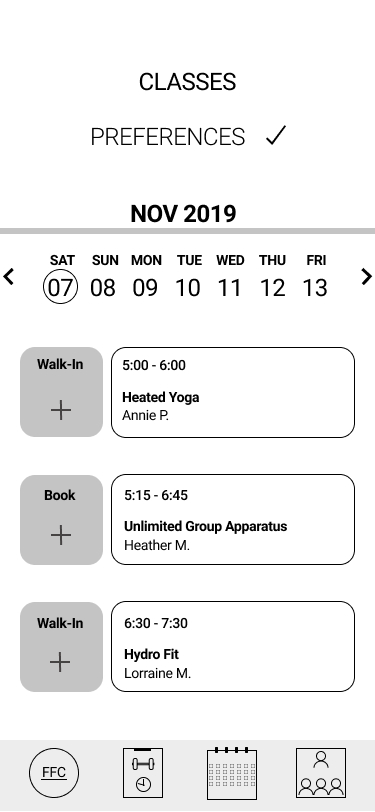 CLASSES
PREFERENCES
NOV 2019
SAT SUN MON TUE WED THU FRI
07 08 09 10 11 12 13
Walk-In
5:00 - 6:00
Heated Yoga
Annie P.
Book
5:15 - 6:45
Unlimited Group Apparatus
Heather M.
Walk-In
6:30 - 7:30
Hydro Fit
Lorraine M.
FFC